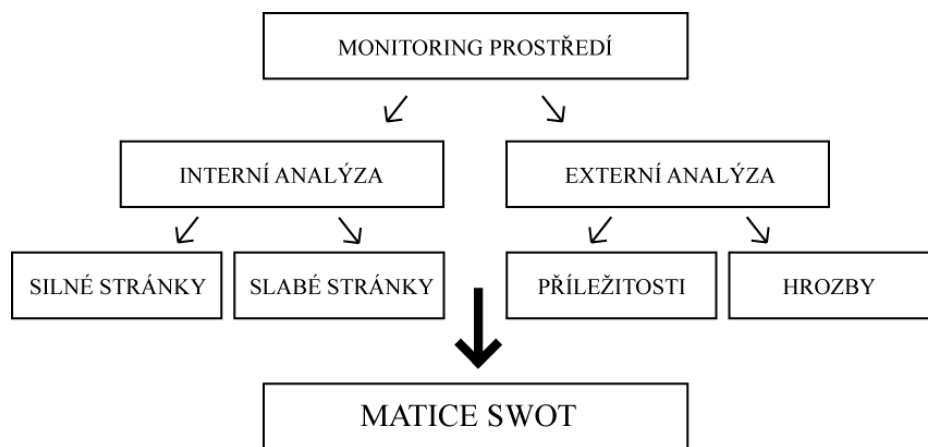 MONITORING PROSTŘEDÍ
INTERNÍ ANALÝZA
EXTERNÍ ANALÝZA
SILNÉ STRÁNKY
SLABÉ STRÁNKY
PŘÍLEŽITOSTI
HROZBY
MATICE SWOT